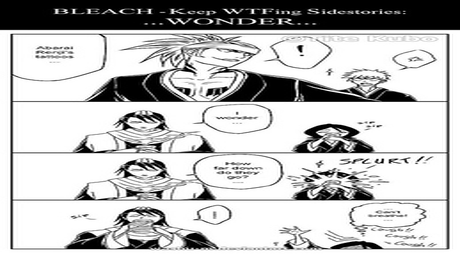 BLEACH - Keep WTFing Sidestories:
...WONDER...
Abarai
Renji's
tattoos
...
!
I
wonder
...
sip
sip
How
far down
do they
go?
SPLURT!!
sip
!
Can't
breathe!
Cough!!
Cough!!
Cough!!